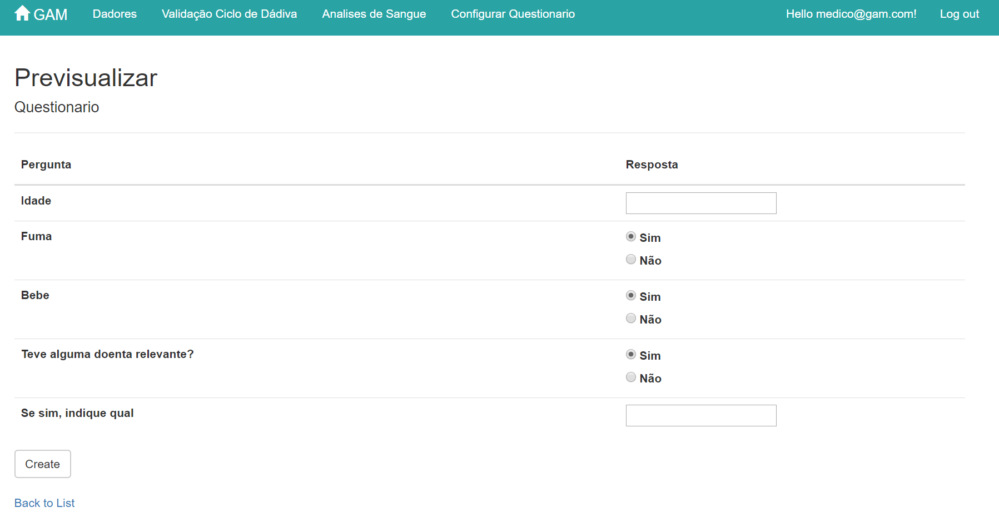 GAM Dadores Validação Ciclo de Dádiva Analises de Sangue Configurar Questionario Hello medico@gam.com! Log out
Previsualizar
Questionario
Pergunta Resposta
Idade
Fuma Sim
Não
Bebe Sim
Não
Teve alguma doenta relevante? Sim
Não
Se sim, indique qual
Create
Back to List